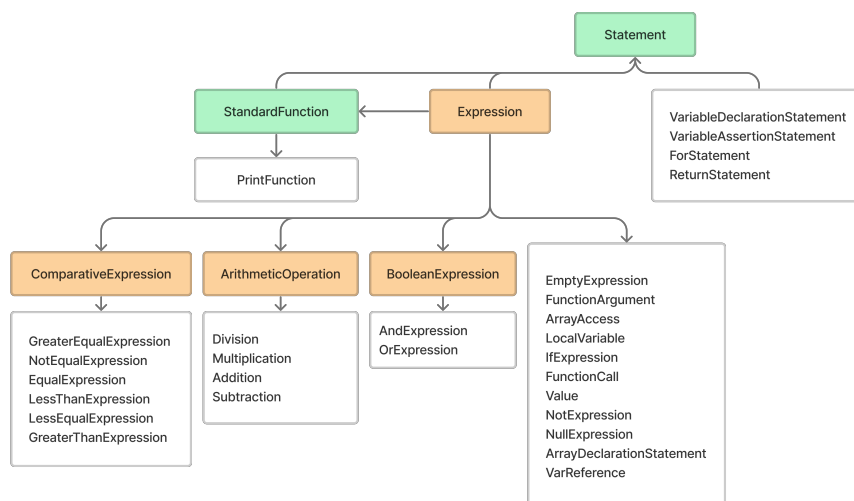 Statement
StandardFunction
Expression
VariableDeclarationStatement
VariableAssertionStatement
ForStatement
ReturnStatement
PrintFunction
ComparativeExpression
ArithmeticOperation
BooleanExpression
GreaterEqualExpression
NotEqualExpression
EqualExpression
LessThanExpression
LessEqualExpression
GreaterThanExpression
Division
Multiplication
Addition
Subtraction
AndExpression
OrExpression
EmptyExpression
FunctionArgument
ArrayAccess
LocalVariable
IfExpression
FunctionCall
Value
NotExpression
NullExpression
ArrayDeclarationStatement
VarReference